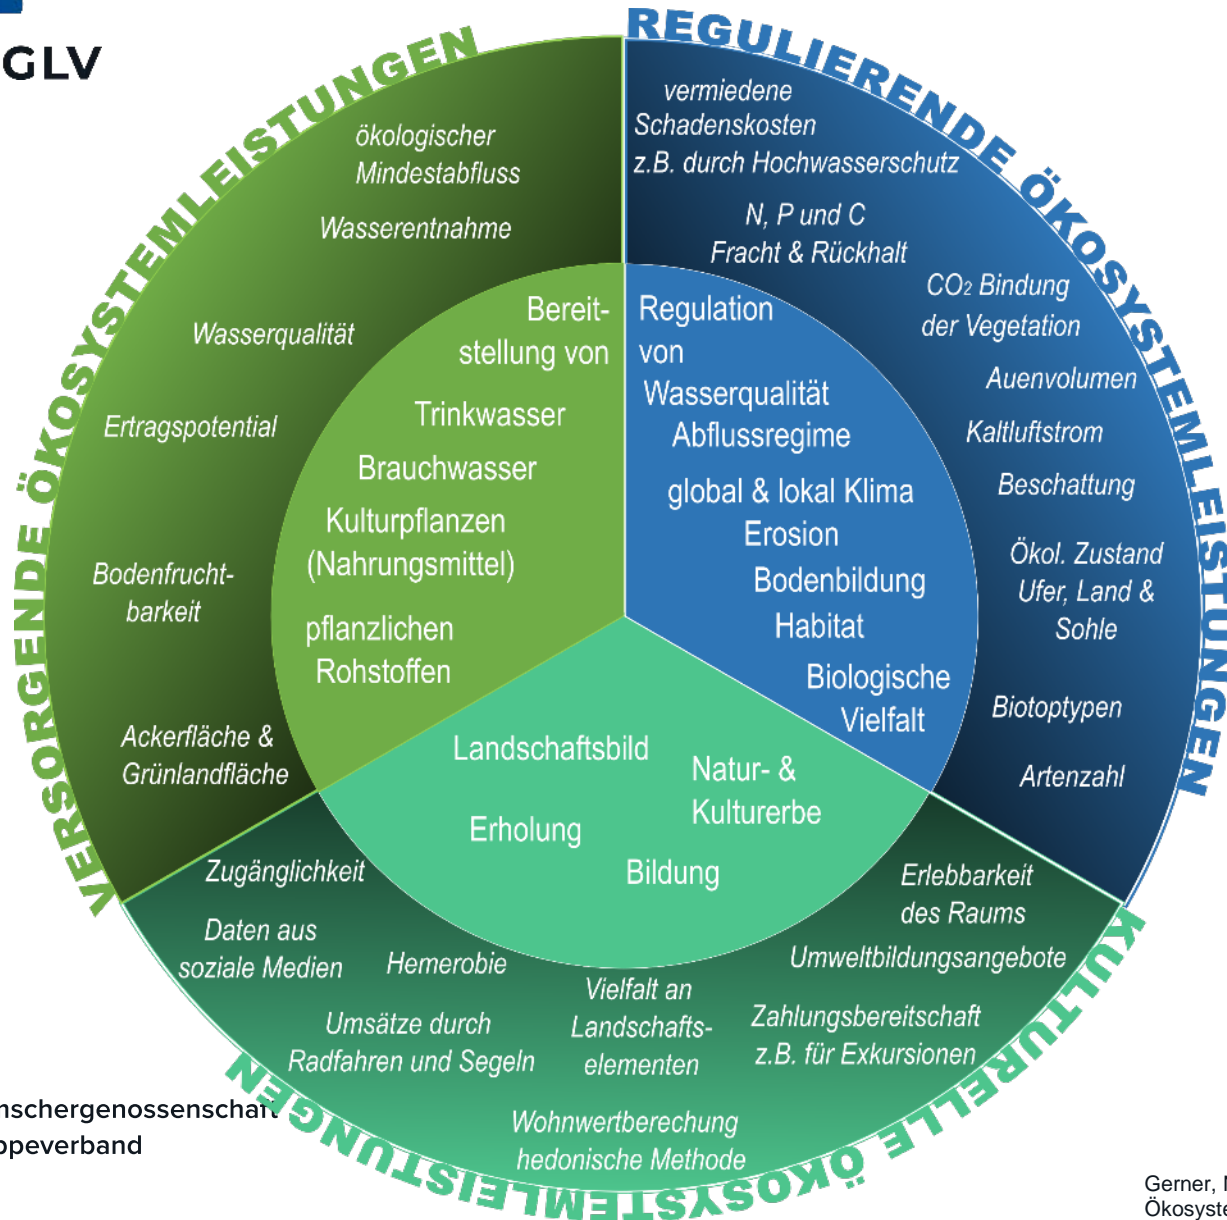 GLV
VERSORGENDE ÖKOSYSTEMLEISTUNGEN
ökologischer
Mindestabfluss
Wasserentnahme
Wasserqualität
Ertragspotential
Bodenfrucht-
barkeit
Ackerfläche &
Grünlandfläche
Bereit-
stellung von
Trinkwasser
Brauchwasser
Kulturpflanzen
(Nahrungsmittel)
pflanzlichen
Rohstoffen
REGULIERENDE ÖKOSYSTEMLEISTUNGEN
vermiedene
Schadenskosten
z.B. durch Hochwasserschutz
N, P und C
Fracht & Rückhalt
CO₂ Bindung
der Vegetation
Auenvolumen
Kaltluftstrom
Beschattung
Ökol. Zustand
Ufer, Land &
Sohle
Biotoptypen
Artenzahl
Regulation
von
Wasserqualität
Abflussregime
global & lokal Klima
Erosion
Bodenbildung
Habitat
Biologische
Vielfalt
Landschaftsbild
Natur- &
Kulturerbe
Erholung
Bildung
Zugänglichkeit
Daten aus
soziale Medien
Hemerobie
Umsätze durch
Radfahren und Segeln
Vielfalt an
Landschafts-
elementen
Erlebbarkeit
des Raums
Umweltbildungsangebote
Zahlungsbereitschaft
z.B. für Exkursionen
Wohnwertberechung
hedonische Methode
KULTURELLE ÖKOSYSTEMLEISTUNGEN
nschergenossenschaft
ppeverband
Gerner,
Ökosyste